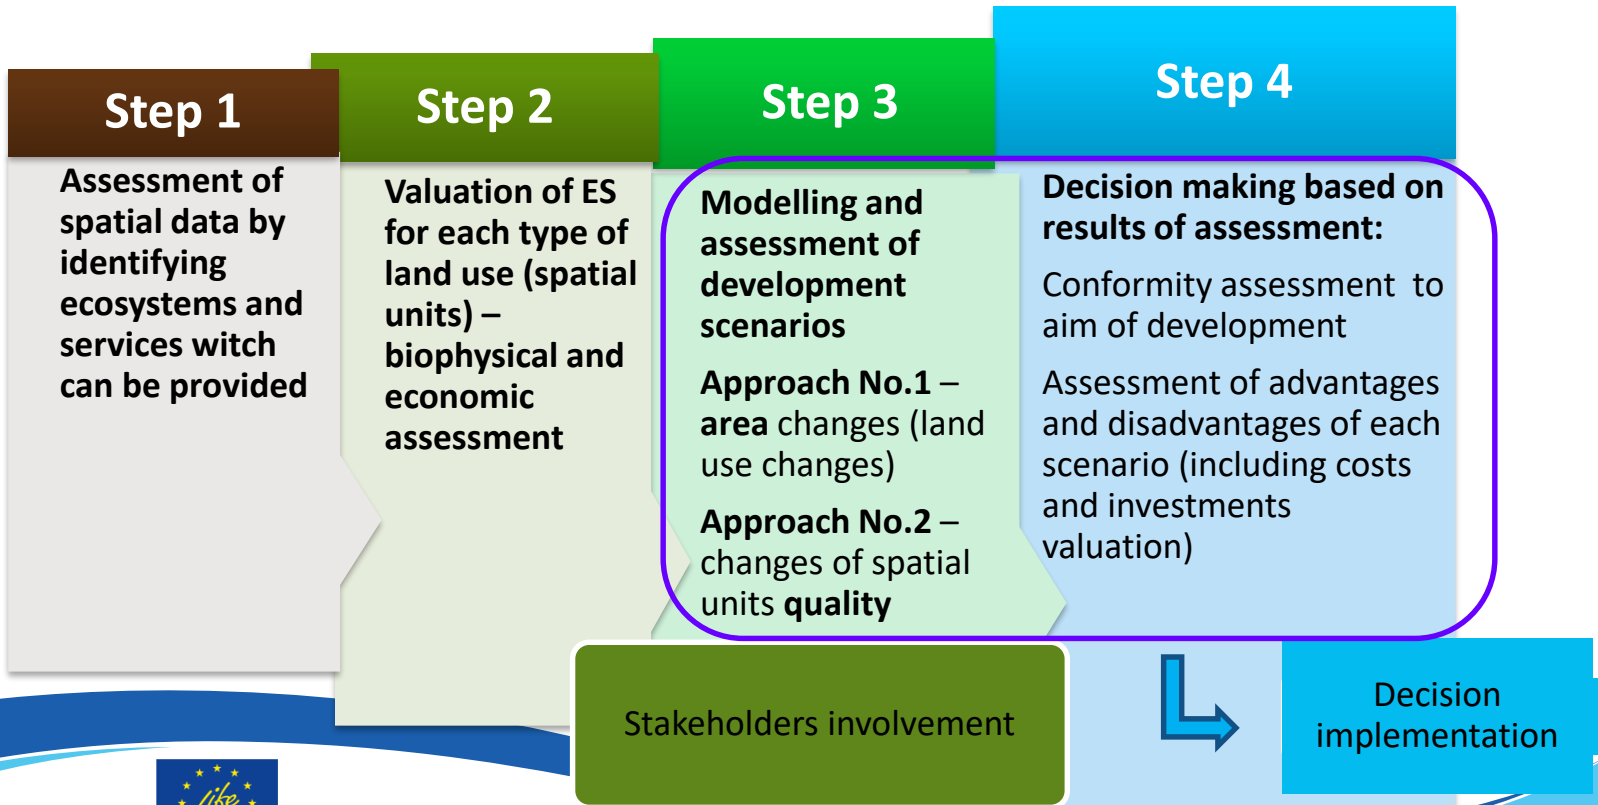 Step 1
Assessment of
spatial data by
identifying
ecosystems and
services witch
can be provided
Step 2
Valuation of ES
for each type of
land use (spatial
units) –
biophysical and
economic
assessment
Step 3
Modelling and
assessment of
development
scenarios
Approach No.1 –
area changes (land
use changes)
Approach No.2 –
changes of spatial
units quality
Step 4
Decision making based on
results of assessment:
Conformity assessment to
aim of development
Assessment of advantages
and disadvantages of each
scenario (including costs
and investments
valuation)
Stakeholders involvement
Decision
implementation
life